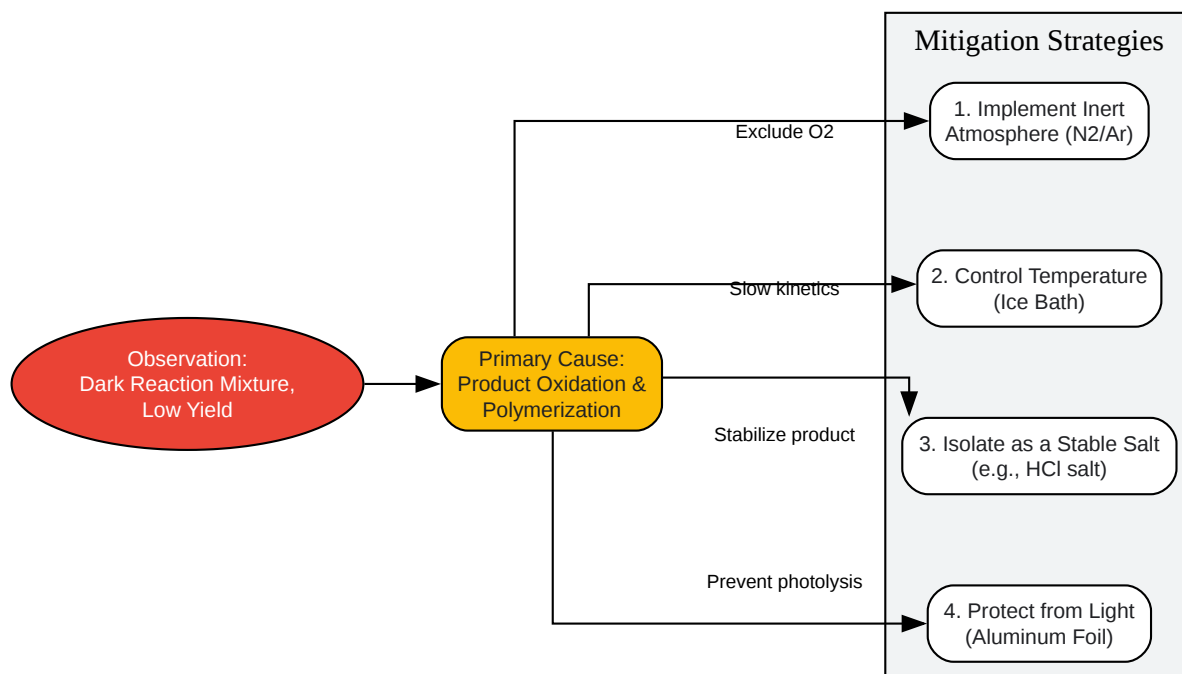 Mitigation Strategies
1. Implement Inert
Atmosphere (N2/Ar)
Exclude O2
2. Control Temperature
(Ice Bath)
Slow kinetics
Observation:
Dark Reaction Mixture,
Low Yield
Primary Cause:
Product Oxidation &
Polymerization
Stabilize product
3. Isolate as a Stable Salt
(e.g., HCl salt)
Prevent photolysis
4. Protect from Light
(Aluminum Foil)